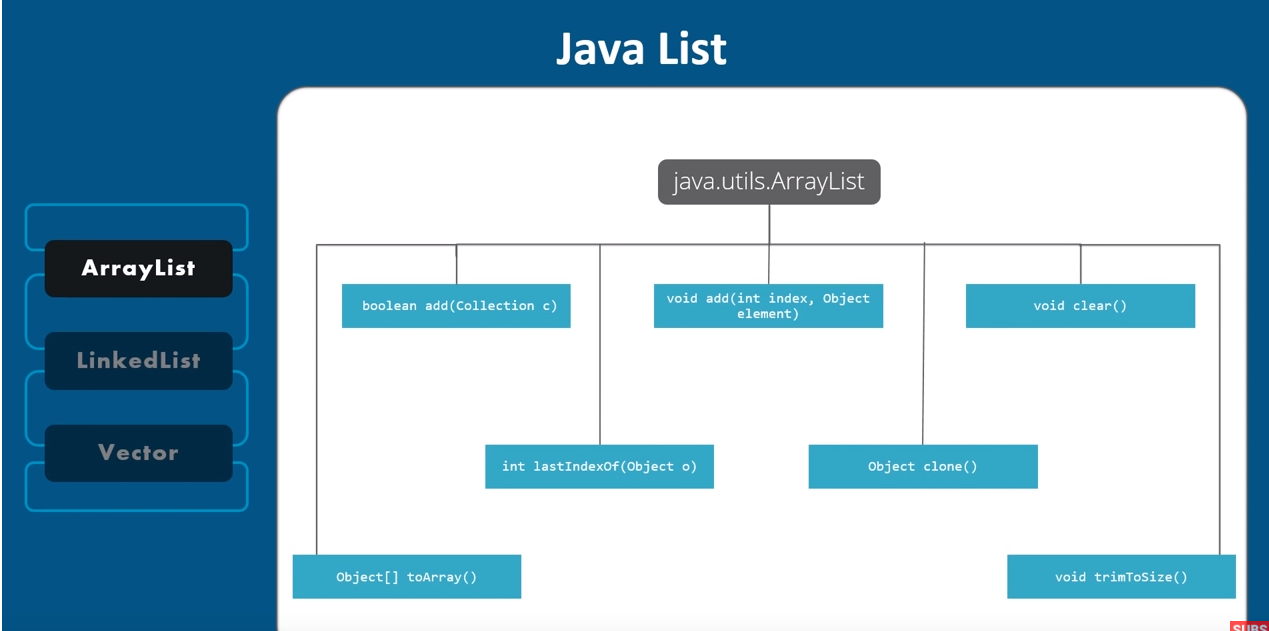 Java List
ArrayList
LinkedList
Vector
java.utils.ArrayList
boolean add(Collection c)
void add(int index, Object
element)
void clear()
int lastIndexOf(Object o)
Object clone()
Object[] toArray()
void trimToSize()
SUBS